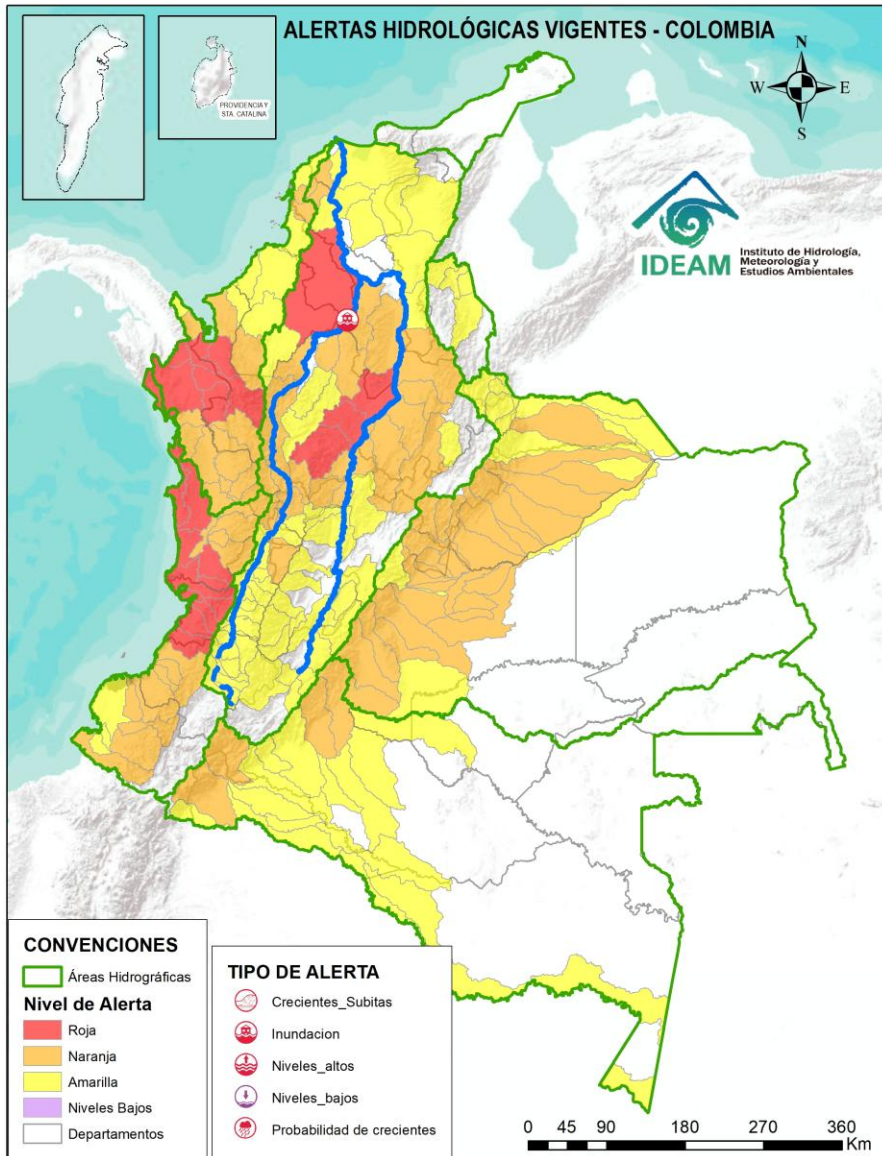 ALERTAS HIDROLÓGICAS VIGENTES - COLOMBIA
PROVIDENCIA Y
STA. CATALINA
N
W
E
S
IDEAM
Instituto de Hidrología,
Meteorología y
Estudios Ambientales
CONVENCIONES
Áreas Hidrográficas
Nivel de Alerta
Roja
Naranja
Amarilla
Niveles Bajos
Departamentos
TIPO DE ALERTA
Crecientes_Subitas
Inundacion
Niveles_altos
Niveles_bajos
Probabilidad de crecientes
0 45 90 180 270 360
Km